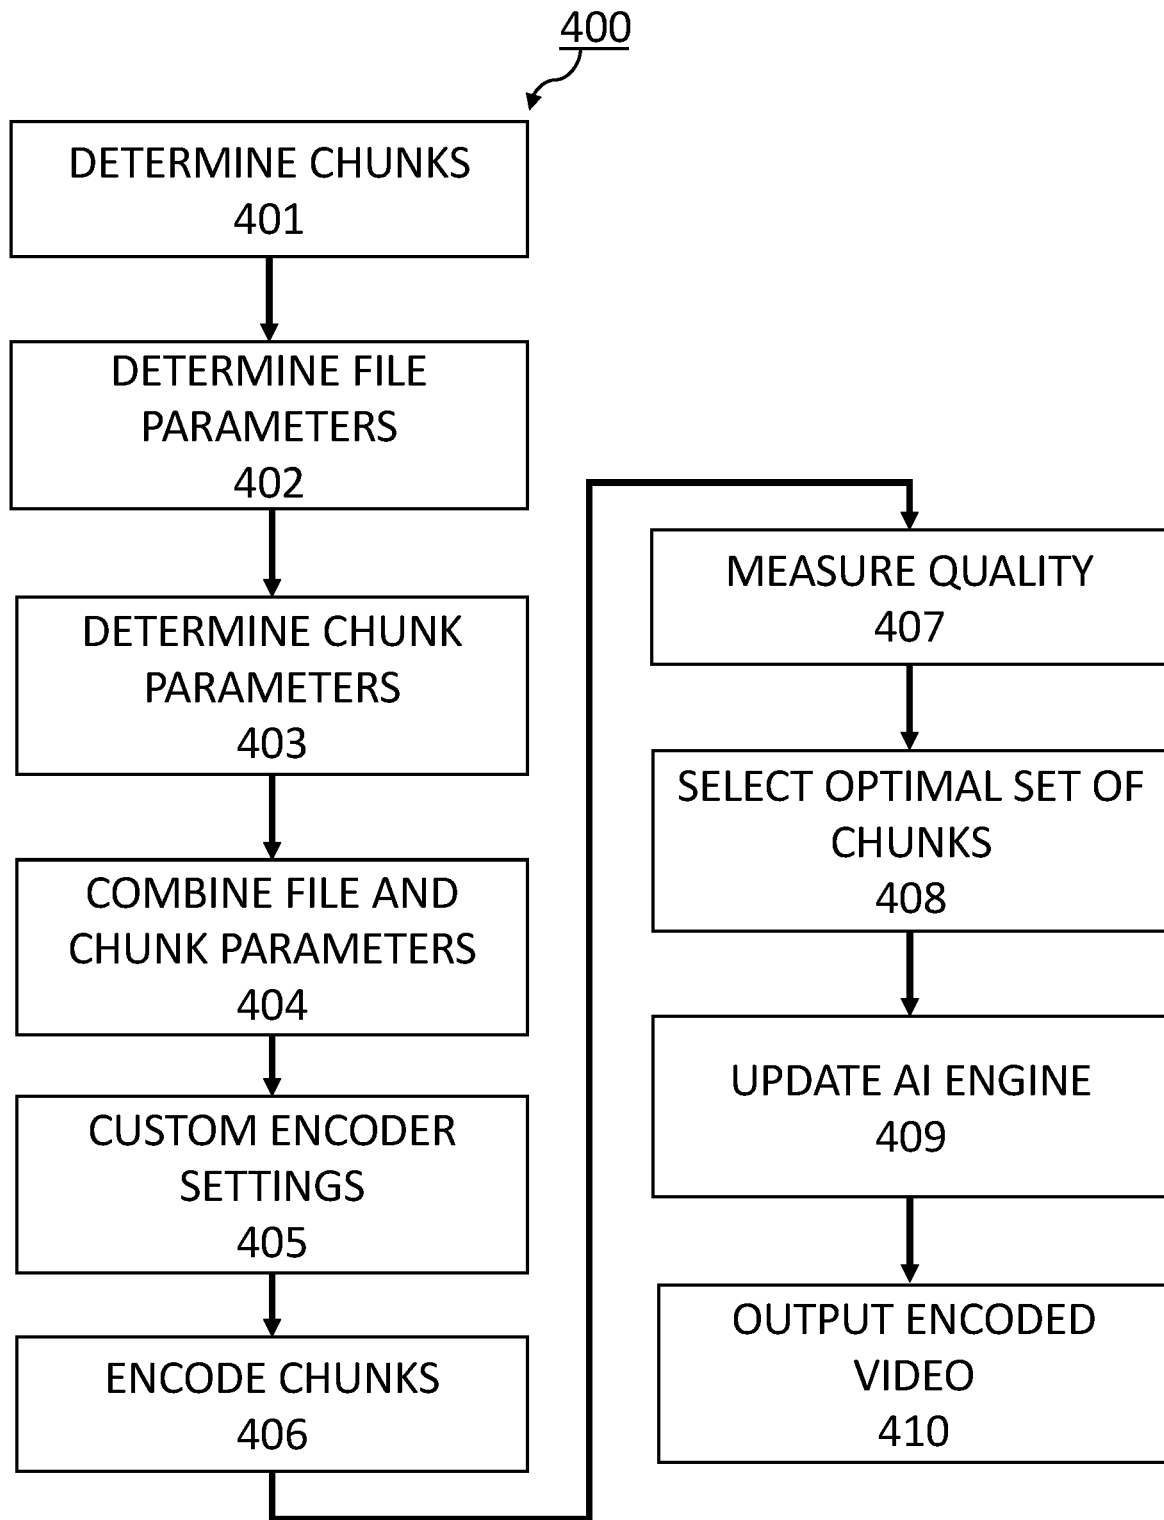 400
DETERMINE CHUNKS
401
DETERMINE FILE
PARAMETERS
402
DETERMINE CHUNK
PARAMETERS
403
COMBINE FILE AND
CHUNK PARAMETERS
404
CUSTOM ENCODER
SETTINGS
405
ENCODE CHUNKS
406
MEASURE QUALITY
407
SELECT OPTIMAL SET OF
CHUNKS
408
UPDATE AI ENGINE
409
OUTPUT ENCODED
VIDEO
410